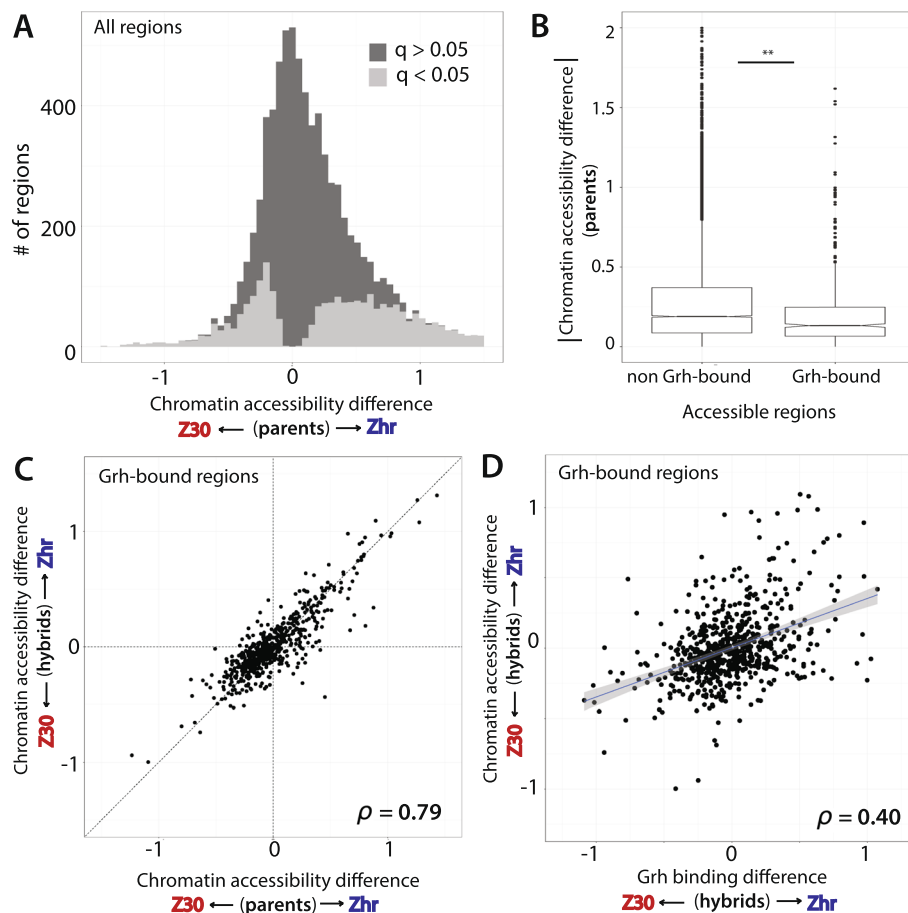 A
All regions
q > 0.05
q < 0.05
400
200
0
# of regions
-1 0 1
Chromatin accessibility difference
Z30 ← (parents) → Zhr
B
**
2
1.5
1
0.5
0
|Chromatin accessibility difference|
(parents)
non Grh-bound Grh-bound
Accessible regions
C
Grh-bound regions
1
0
-1
Chromatin accessibility difference
Z30 ← (hybrids) → Zhr
ρ = 0.79
-1 0 1
Chromatin accessibility difference
Z30 ← (parents) → Zhr
D
Grh-bound regions
1
0
-1
Chromatin accessibility difference
Z30 ← (hybrids) → Zhr
ρ = 0.40
-1 0 1
Grh binding difference
Z30 ← (hybrids) → Zhr